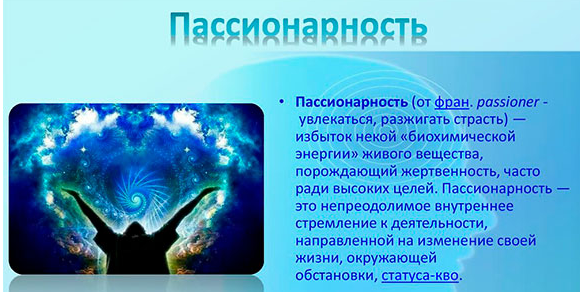 Пассионарность
• Пассионарность (от фран. passioner -
увлекаться, разжигать страсть) —
избыток некой «биохимической
энергии» живого вещества,
порождающий жертвенность, часто
ради высоких целей. Пассионарность —
это непреодолимое внутреннее
стремление к деятельности,
направленной на изменение своей
жизни, окружающей
обстановки, статуса-кво.